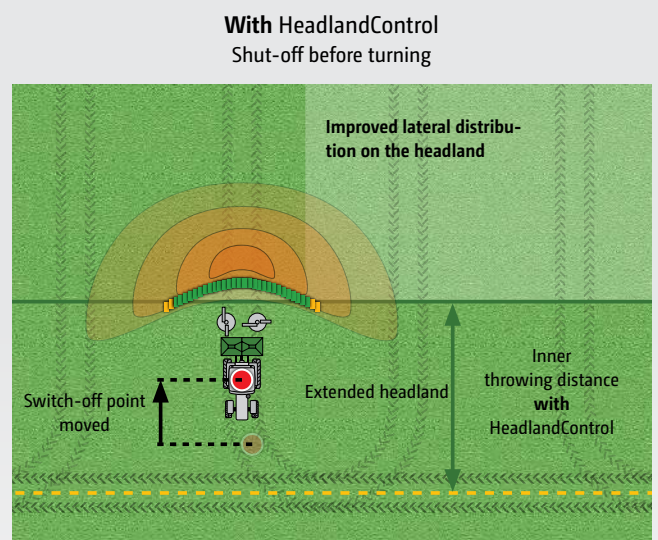 With HeadlandControl
Shut-off before turning
Improved lateral distribu-
tion on the headland
Switch-off point
moved
Extended headland
Inner
throwing distance
with
HeadlandControl